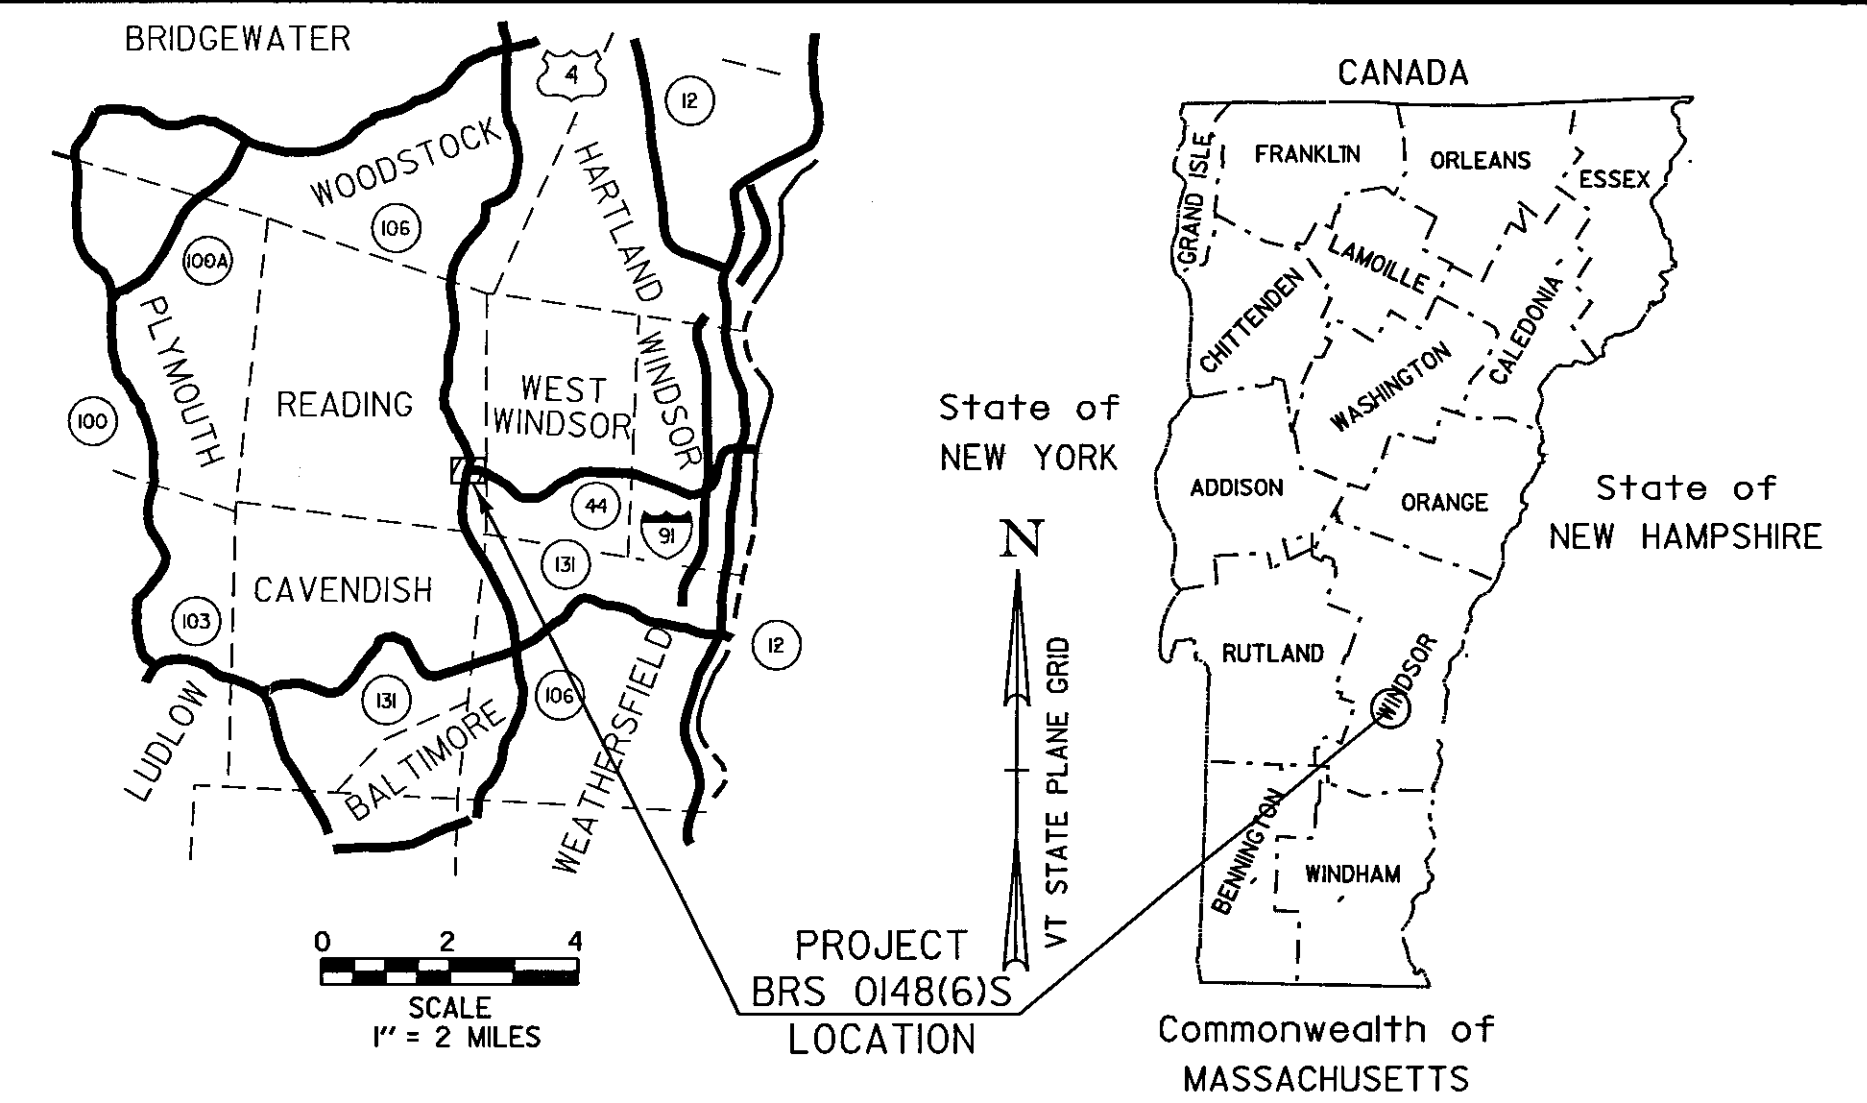 BRIDGEWATER
4
12
WOODSTOCK
HARTLAND
106
100A
PLYMOUTH
READING
WEST
WINDSOR
WINDSOR
100
44
91
131
CAVENDISH
103
12
131
106
LUDLOW
BALTIMORE
WEATHERSFIELD
0 2 4
SCALE
1" = 2 MILES
PROJECT
BRS 0148(6)S
LOCATION
N
VT STATE PLANE GRID
CANADA
GRAND ISLE
FRANKLIN
ORLEANS
ESSEX
LAMOILLE
CHITTENDEN
CALEDONIA
WASHINGTON
State of
NEW YORK
ADDISON
ORANGE
State of
NEW HAMPSHIRE
RUTLAND
WINDSOR
BENNINGTON
WINDHAM
Commonwealth of
MASSACHUSETTS